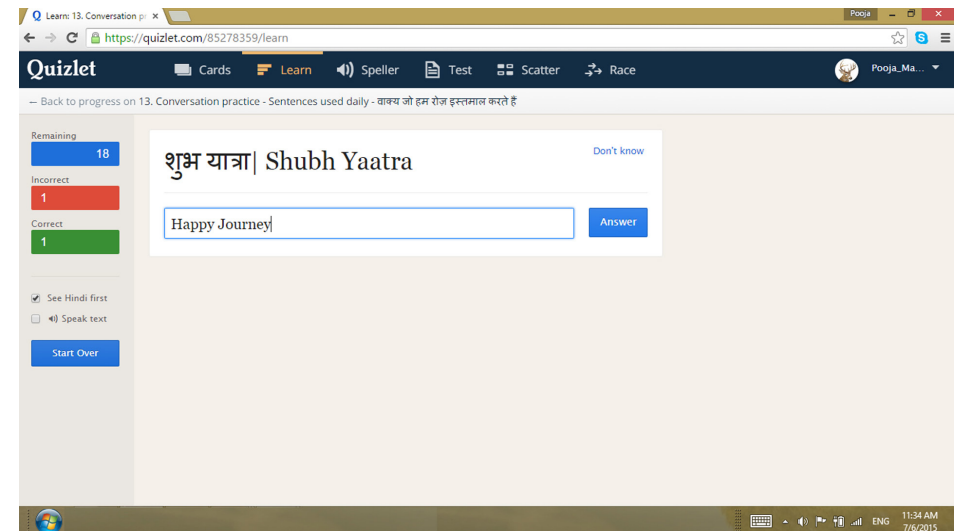 Q Learn: 13. Conversation pr ×
Pooja
https://quizlet.com/85278359/learn
Quizlet Cards Learn Speller Test Scatter Race Pooja_Ma...
← Back to progress on 13. Conversation practice - Sentences used daily - वाक्य जो हम रोज़ इस्तमाल करते हैं
Remaining
18
Incorrect
1
Correct
1
See Hindi first
Speak text
Start Over
शुभ यात्रा| Shubh Yaatra
Don't know
Happy Journey
Answer
ENG
11:34 AM
7/6/2015